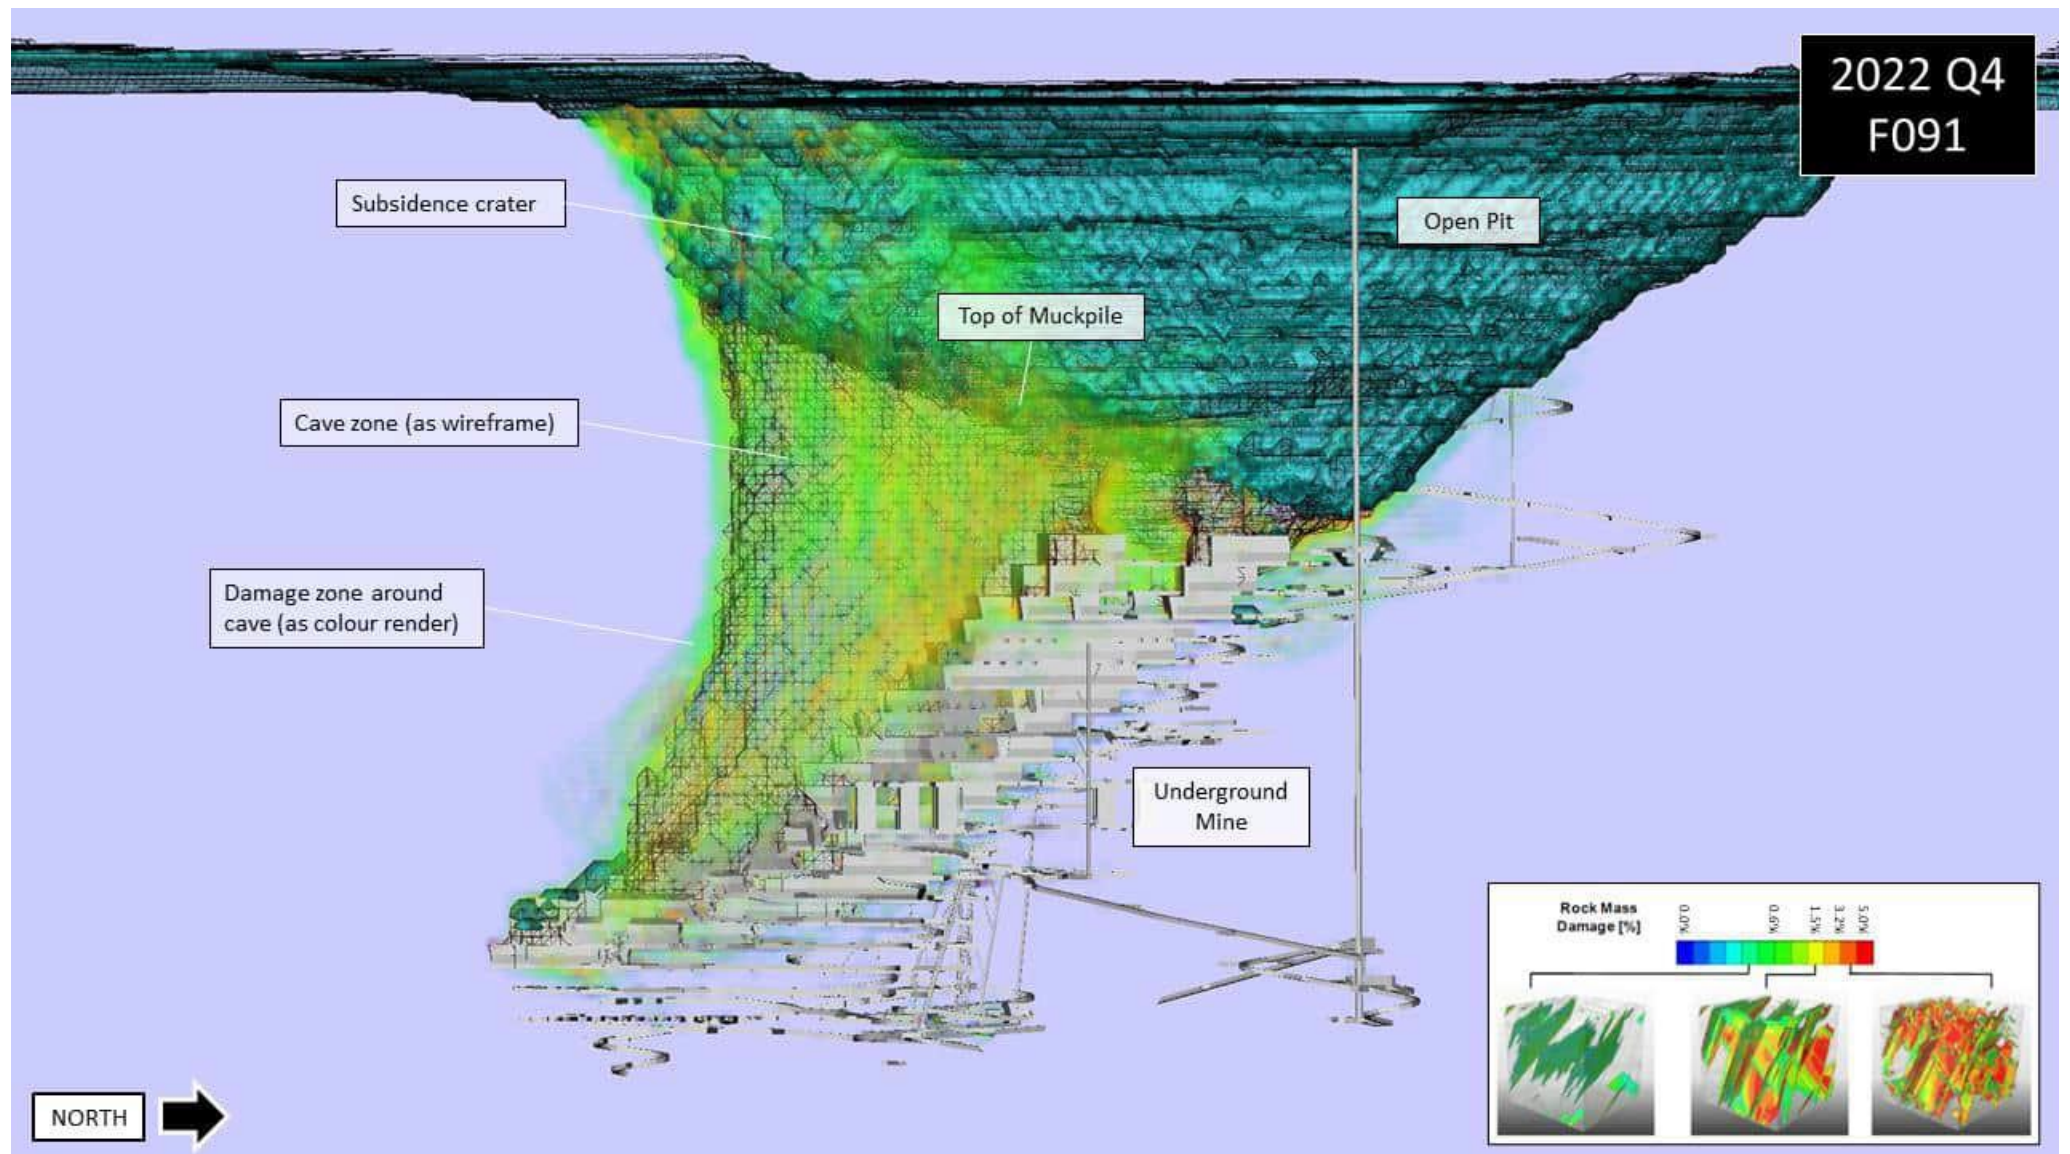 2022 Q4
F091
Subsidence crater
Open Pit
Top of Muckpile
Cave zone (as wireframe)
Damage zone around
cave (as colour render)
Underground
Mine
Rock Mass
Damage [%]
0.0%
0.6%
1.5%
3.2%
5.0%
NORTH